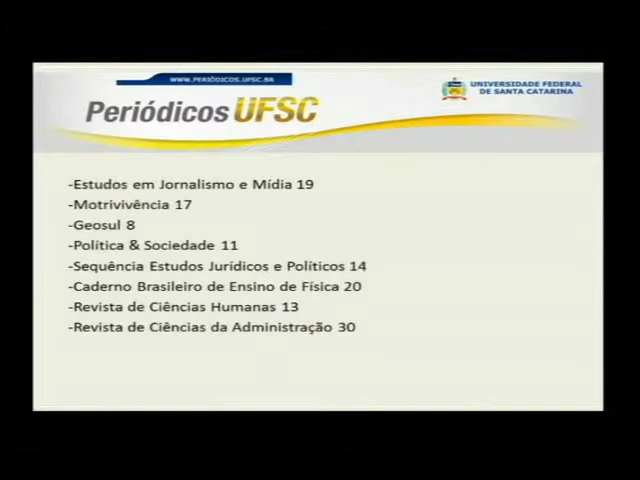 WWW.PERIÓDICOS.UFSC.BR
UNIVERSIDADE FEDERAL
DE SANTA CATARINA
Periódicos UFSC
-Estudos em Jornalismo e Mídia 19
-Motrivivência 17
-Geosul 8
-Política & Sociedade 11
-Sequência Estudos Jurídicos e Políticos 14
-Caderno Brasileiro de Ensino de Física 20
-Revista de Ciências Humanas 13
-Revista de Ciências da Administração 30